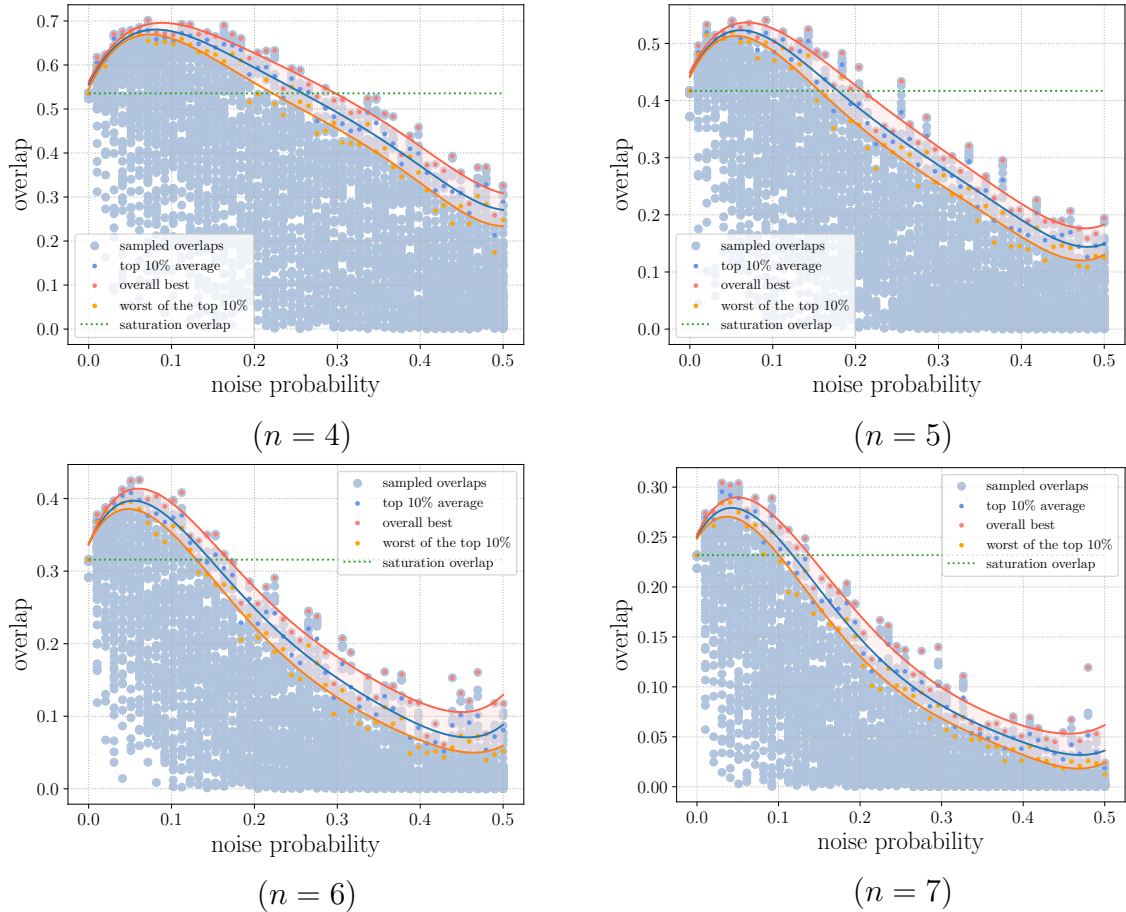 0.7
0.6
0.5
0.4
0.3
0.2
0.1
0.0
overlap
sampled overlaps
top 10% average
overall best
worst of the top 10%
saturation overlap
0.0 0.1 0.2 0.3 0.4 0.5
noise probability
(n = 4)
0.5
0.4
0.3
0.2
0.1
0.0
overlap
sampled overlaps
top 10% average
overall best
worst of the top 10%
saturation overlap
0.0 0.1 0.2 0.3 0.4 0.5
noise probability
(n = 5)
0.4
0.3
0.2
0.1
0.0
overlap
sampled overlaps
top 10% average
overall best
worst of the top 10%
saturation overlap
0.0 0.1 0.2 0.3 0.4 0.5
noise probability
(n = 6)
0.30
0.25
0.20
0.15
0.10
0.05
0.00
overlap
sampled overlaps
top 10% average
overall best
worst of the top 10%
saturation overlap
0.0 0.1 0.2 0.3 0.4 0.5
noise probability
(n = 7)